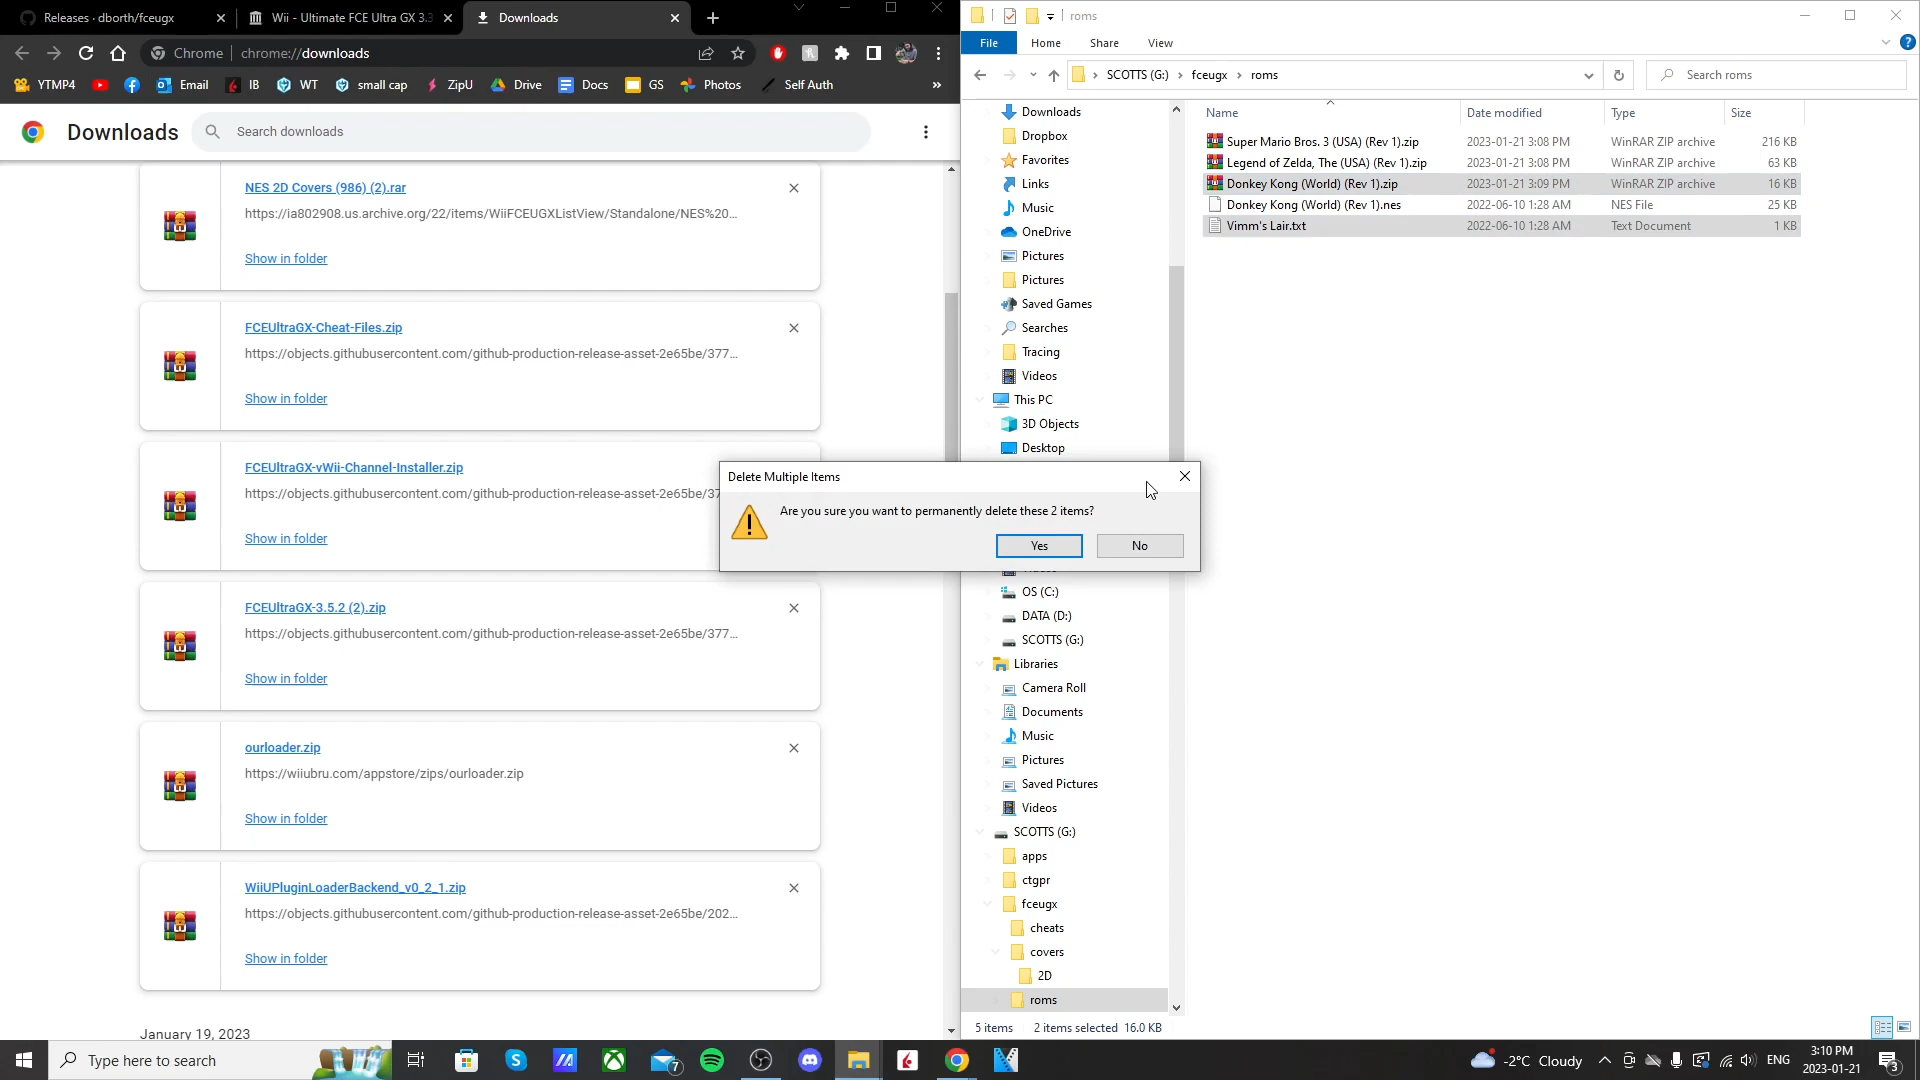 Releases · dborth/fceugx
Wii - Ultimate FCE Ultra GX 3.3
Downloads
Chrome
chrome://downloads
YTMP4
Email
IB
WT
small cap
ZipU
Drive
Docs
GS
Photos
Self Auth
»
Downloads
Search downloads
NES 2D Covers (986) (2).rar
https://ia802908.us.archive.org/22/items/WiiFCEUGXListView/Standalone/NES%20...
Show in folder
FCEUltraGX-Cheat-Files.zip
https://objects.githubusercontent.com/github-production-release-asset-2e65be/377...
Show in folder
FCEUltraGX-vWii-Channel-Installer.zip
https://objects.githubusercontent.com/github-production-release-asset-2e65be/37
Show in folder
FCEUltraGX-3.5.2 (2).zip
https://objects.githubusercontent.com/github-production-release-asset-2e65be/377...
Show in folder
ourloader.zip
https://wiiubru.com/appstore/zips/ourloader.zip
Show in folder
WiiUPluginLoaderBackend_v0_2_1.zip
https://objects.githubusercontent.com/github-production-release-asset-2e65be/202...
Show in folder
January 19, 2023
roms
File
Home
Share
View
SCOTTS (G:) › fceugx › roms
Search roms
Downloads
Dropbox
Favorites
Links
Music
OneDrive
Pictures
Pictures
Saved Games
Searches
Tracing
Videos
This PC
3D Objects
Desktop
OS (C:)
DATA (D:)
SCOTTS (G:)
Libraries
Camera Roll
Documents
Music
Pictures
Saved Pictures
Videos
SCOTTS (G:)
apps
ctgpr
fceugx
cheats
covers
2D
roms
Name Date modified Type Size
Super Mario Bros. 3 (USA) (Rev 1).zip 2023-01-21 3:08 PM WinRAR ZIP archive 216 KB
Legend of Zelda, The (USA) (Rev 1).zip 2023-01-21 3:08 PM WinRAR ZIP archive 63 KB
Donkey Kong (World) (Rev 1).zip 2023-01-21 3:09 PM WinRAR ZIP archive 16 KB
Donkey Kong (World) (Rev 1).nes 2022-06-10 1:28 AM NES File 25 KB
Vimm's Lair.txt 2022-06-10 1:28 AM Text Document 1 KB
Delete Multiple Items
Are you sure you want to permanently delete these 2 items?
Yes
No
5 items 2 items selected 16.0 KB
Type here to search
7
-2°C Cloudy
ENG
3:10 PM
2023-01-21
3